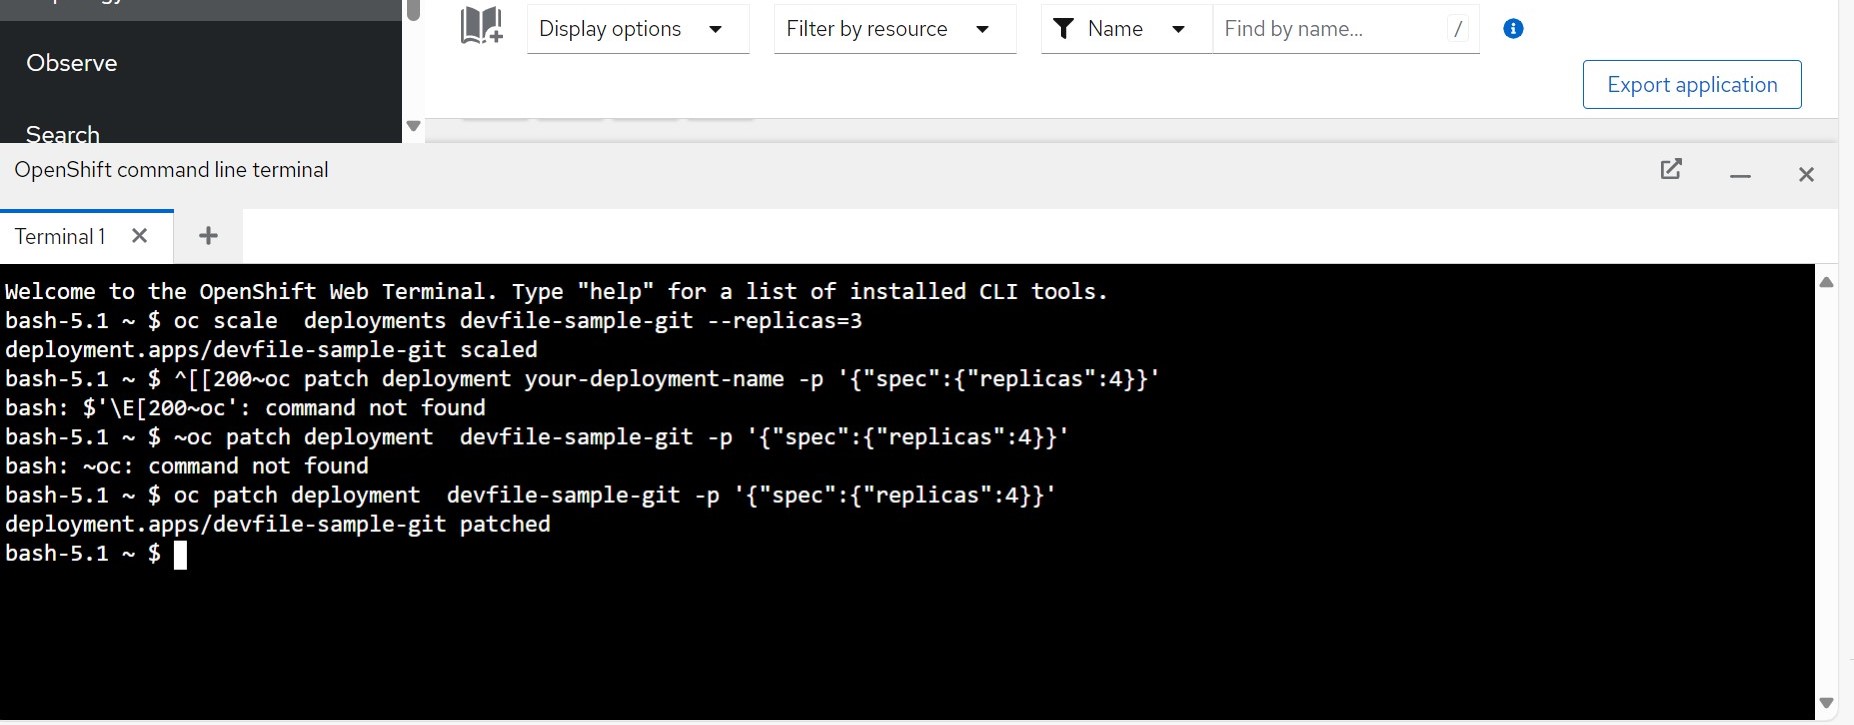 Display options
Filter by resource
Name
Find by name...
/
Observe
Export application
Search
OpenShift command line terminal
Terminal 1
Welcome to the OpenShift Web Terminal. Type "help" for a list of installed CLI tools.
bash-5.1 ~ $ oc scale  deployments devfile-sample-git --replicas=3
deployment.apps/devfile-sample-git scaled
bash-5.1 ~ $ ^[[200~oc patch deployment your-deployment-name -p '{"spec":{"replicas":4}}'
bash: $'\E[200~oc': command not found
bash-5.1 ~ $ ~oc patch deployment  devfile-sample-git -p '{"spec":{"replicas":4}}'
bash: ~oc: command not found
bash-5.1 ~ $ oc patch deployment  devfile-sample-git -p '{"spec":{"replicas":4}}'
deployment.apps/devfile-sample-git patched
bash-5.1 ~ $